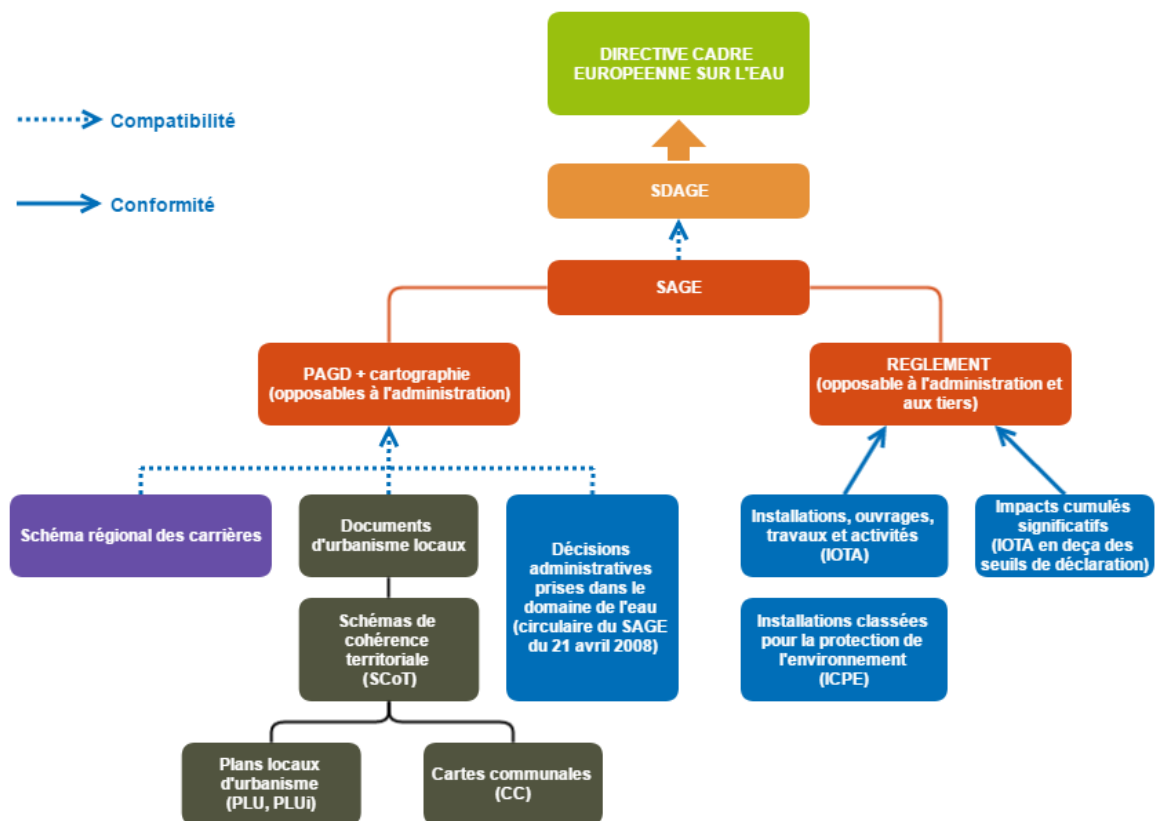 DIRECTIVE CADRE
EUROPEENNE SUR L'EAU
Compatibilité
Conformité
SDAGE
SAGE
PAGD + cartographie
(opposables à l'administration)
REGLEMENT
(opposable à l'administration et
aux tiers)
Schéma régional des carrières
Documents
d'urbanisme locaux
Décisions
administratives
prises dans le
domaine de l'eau
(circulaire du SAGE
du 21 avril 2008)
Installations, ouvrages,
travaux et activités
(IOTA)
Impacts cumulés
significatifs
(IOTA en deça des
seuils de déclaration)
Schémas de
cohérence
territoriale
(SCoT)
Installations classées
pour la protection de
l'environnement
(ICPE)
Plans locaux
d'urbanisme
(PLU, PLUi)
Cartes communales
(CC)